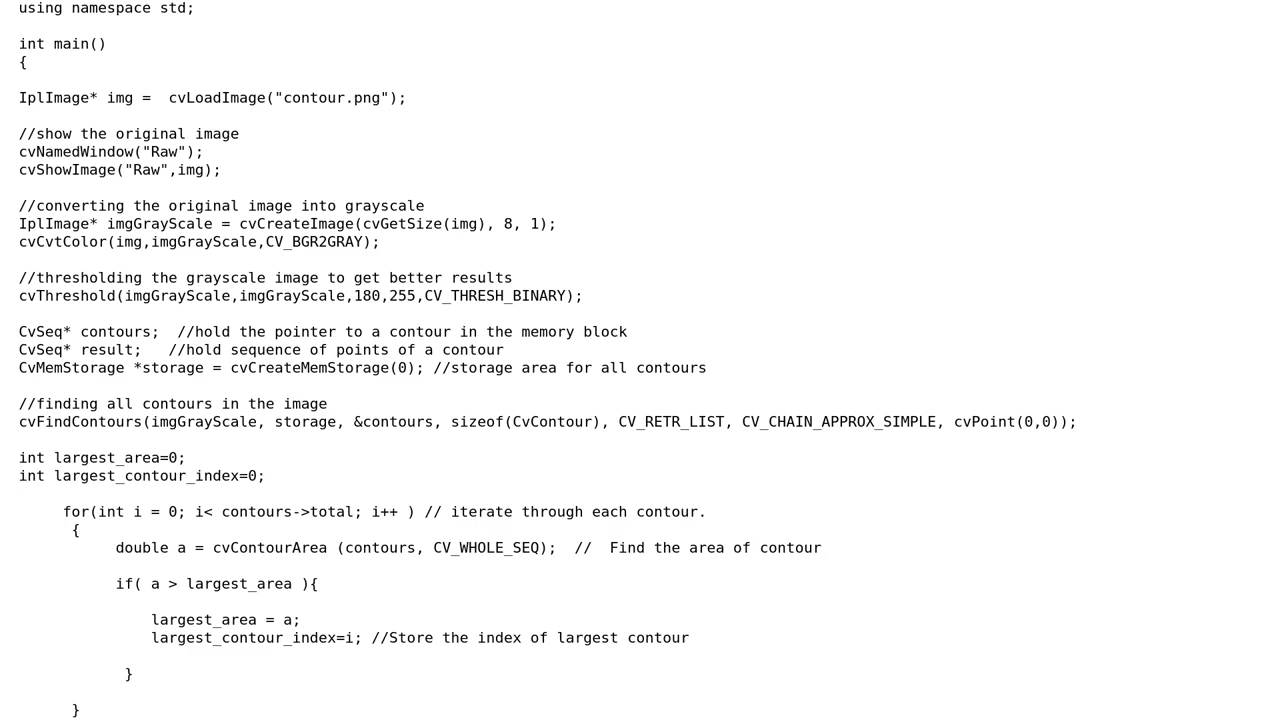 using namespace std;
int main()
{
IplImage* img =  cvLoadImage("contour.png");
//show the original image
cvNamedWindow("Raw");
cvShowImage("Raw",img);
//converting the original image into grayscale
IplImage* imgGrayScale = cvCreateImage(cvGetSize(img), 8, 1);
cvCvtColor(img,imgGrayScale,CV_BGR2GRAY);
//thresholding the grayscale image to get better results
cvThreshold(imgGrayScale,imgGrayScale,180,255,CV_THRESH_BINARY);
CvSeq* contours;  //hold the pointer to a contour in the memory block
CvSeq* result;   //hold sequence of points of a contour
CvMemStorage *storage = cvCreateMemStorage(0); //storage area for all contours
//finding all contours in the image
cvFindContours(imgGrayScale, storage, &contours, sizeof(CvContour), CV_RETR_LIST, CV_CHAIN_APPROX_SIMPLE, cvPoint(0,0));
int largest_area=0;
int largest_contour_index=0;
for(int i = 0; i< contours->total; i++ ) // iterate through each contour.
{
double a = cvContourArea (contours, CV_WHOLE_SEQ);  //  Find the area of contour
if( a > largest_area ){
largest_area = a;
largest_contour_index=i; //Store the index of largest contour
}
}